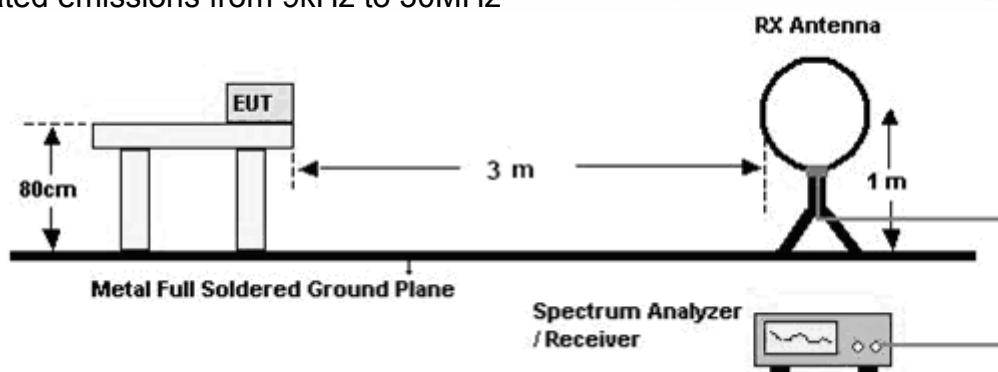 ated emissions from 9kHz to 30MHz
RX Antenna
EUT
3 m
80cm
1 m
Metal Full Soldered Ground Plane
Spectrum Analyzer
/ Receiver